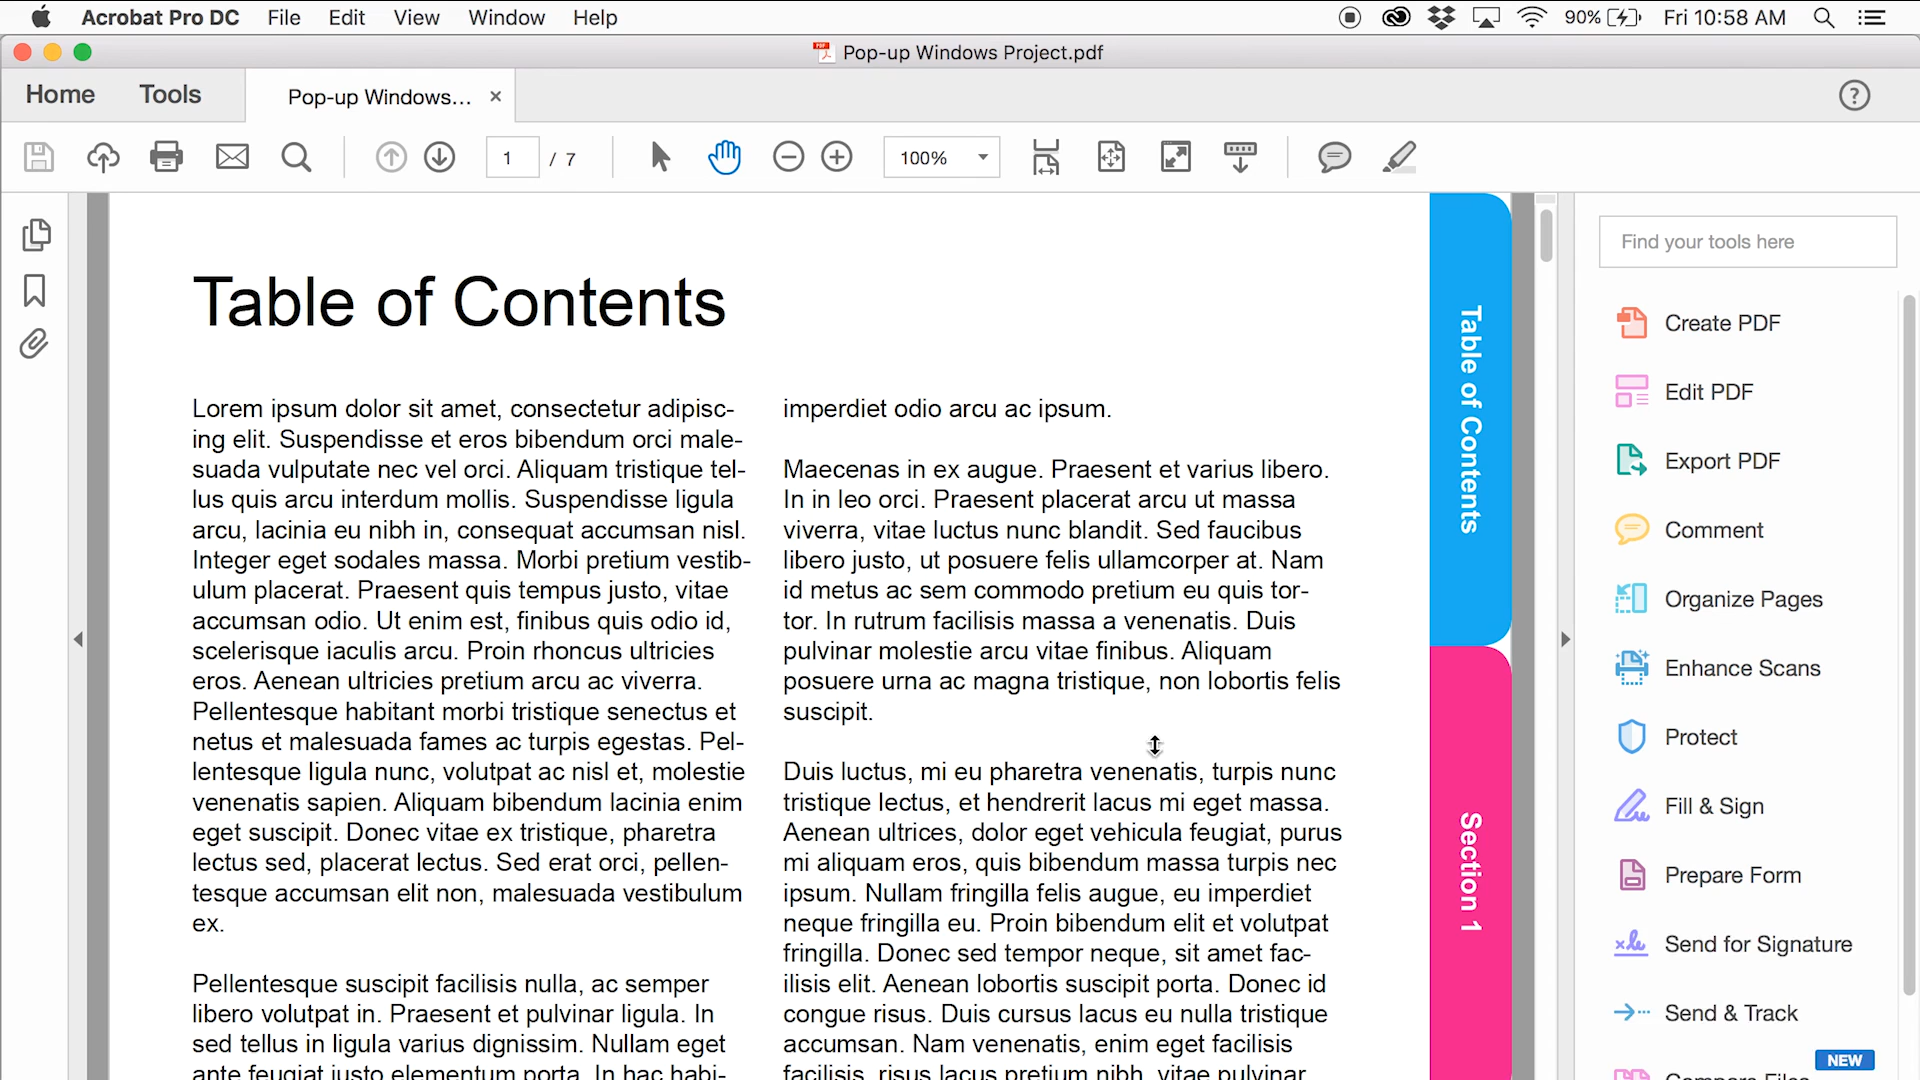 Acrobat Pro DC File Edit View Window Help 90% Fri 10:58 AM
Pop-up Windows Project.pdf
Home Tools Pop-up Windows... ×
1 / 7 100%
Table of Contents
Lorem ipsum dolor sit amet, consectetur adipisc-
ing elit. Suspendisse et eros bibendum orci male-
suada vulputate nec vel orci. Aliquam tristique tel-
lus quis arcu interdum mollis. Suspendisse ligula
arcu, lacinia eu nibh in, consequat accumsan nisl.
Integer eget sodales massa. Morbi pretium vestib-
ulum placerat. Praesent quis tempus justo, vitae
accumsan odio. Ut enim est, finibus quis odio id,
scelerisque iaculis arcu. Proin rhoncus ultricies
eros. Aenean ultricies pretium arcu ac viverra.
Pellentesque habitant morbi tristique senectus et
netus et malesuada fames ac turpis egestas. Pel-
lentesque ligula nunc, volutpat ac nisl et, molestie
venenatis sapien. Aliquam bibendum lacinia enim
eget suscipit. Donec vitae ex tristique, pharetra
lectus sed, placerat lectus. Sed erat orci, pellen-
tesque accumsan elit non, malesuada vestibulum
ex.
Pellentesque suscipit facilisis nulla, ac semper
libero volutpat in. Praesent et pulvinar ligula. In
sed tellus in ligula varius dignissim. Nullam eget
ante feugiat justo elementum porta. In hac habi-
imperdiet odio arcu ac ipsum.
Maecenas in ex augue. Praesent et varius libero.
In in leo orci. Praesent placerat arcu ut massa
viverra, vitae luctus nunc blandit. Sed faucibus
libero justo, ut posuere felis ullamcorper at. Nam
id metus ac sem commodo pretium eu quis tor-
tor. In rutrum facilisis massa a venenatis. Duis
pulvinar molestie arcu vitae finibus. Aliquam
posuere urna ac magna tristique, non lobortis felis
suscipit.
Duis luctus, mi eu pharetra venenatis, turpis nunc
tristique lectus, et hendrerit lacus mi eget massa.
Aenean ultrices, dolor eget vehicula feugiat, purus
mi aliquam eros, quis bibendum massa turpis nec
ipsum. Nullam fringilla felis augue, eu imperdiet
neque fringilla eu. Proin bibendum elit et volutpat
fringilla. Donec sed tempor neque, sit amet fac-
ilisis elit. Aenean lobortis suscipit porta. Donec id
congue risus. Duis cursus lacus eu nulla tristique
accumsan. Nam venenatis, enim eget facilisis
facilisis, risus lacus pretium nibh, vitae pulvinar
Table of Contents
Section 1
Find your tools here
Create PDF
Edit PDF
Export PDF
Comment
Organize Pages
Enhance Scans
Protect
Fill & Sign
Prepare Form
Send for Signature
Send & Track
NEW
Compare Files